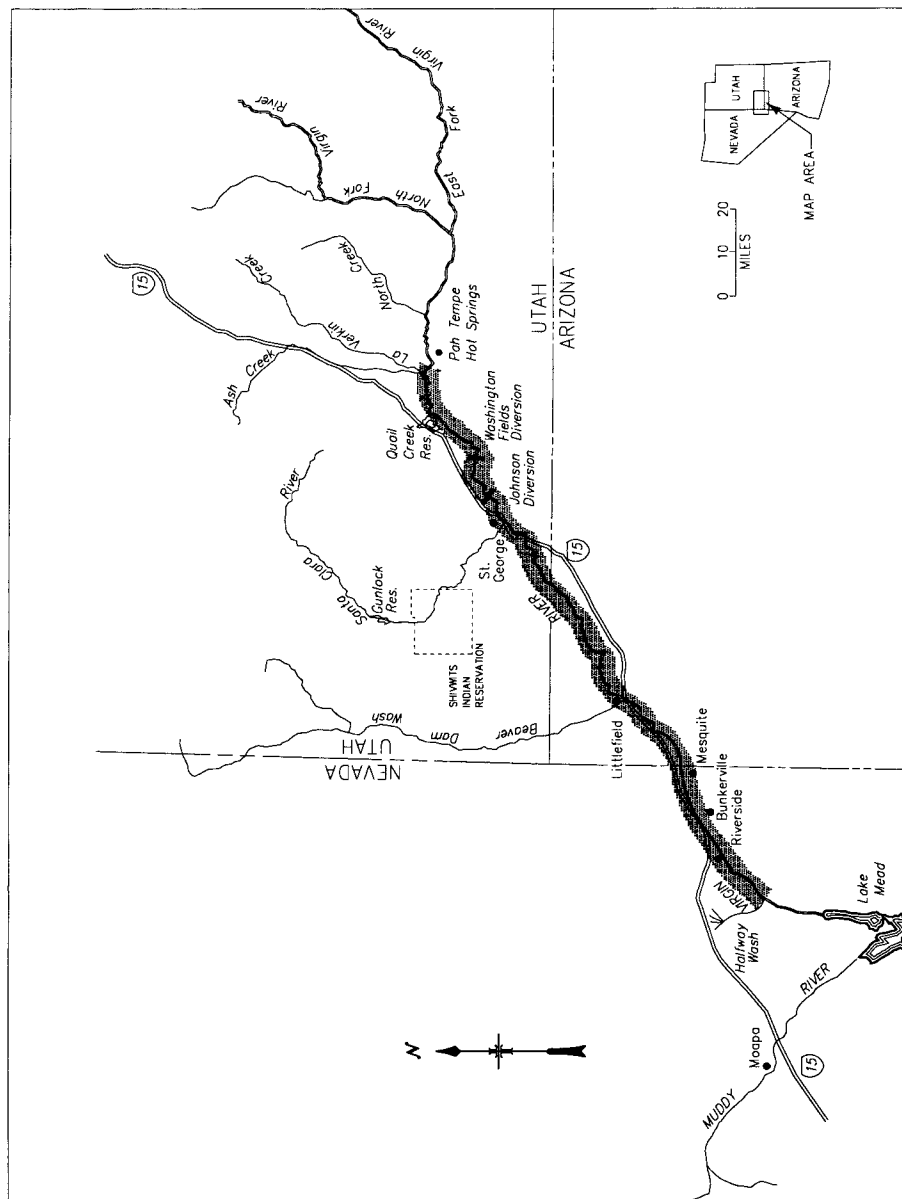 River
Virgin
River
Virgin
Fork
East
Fork
North
Creek
North
Creek
Verkin
La
15
Ash Creek
Pah Tempe
Hot Springs
Quail
Creek
Res.
Washington
Fields
Diversion
Johnson
Diversion
River
Clara
Santa
Gunlock
Res.
St.
George
SHIVWITS
INDIAN
RESERVATION
UTAH
ARIZONA
15
RIVER
Wash
Dam
Beaver
NEVADA
UTAH
Littlefield
Mesquite
Bunkerville
Riverside
VIRGIN
Halfway
Wash
Lake
Mead
RIVER
Moapa
MUDDY
15
N
0 10 20
MILES
NEVADA
UTAH
ARIZONA
MAP AREA